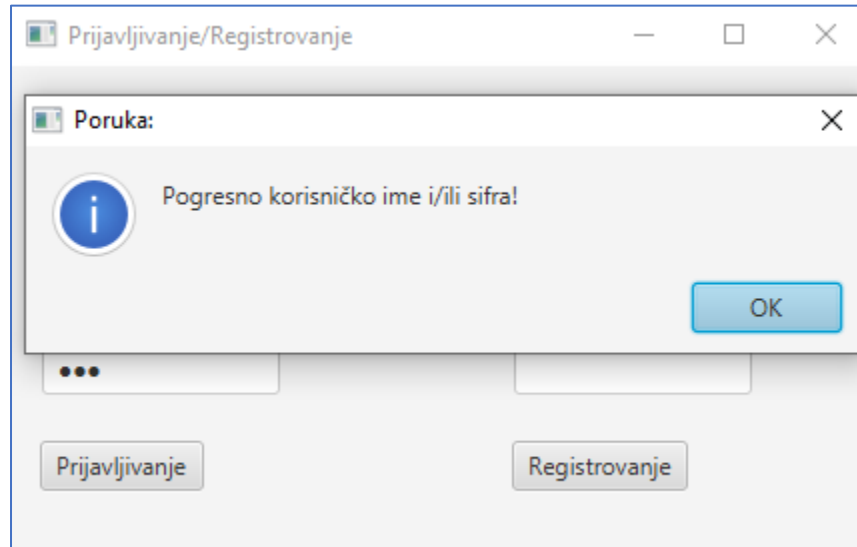 Prijavljivanje/Registrovanje
Poruka:
Pogresno korisničko ime i/ili sifra!
OK
Prijavljivanje
Registrovanje